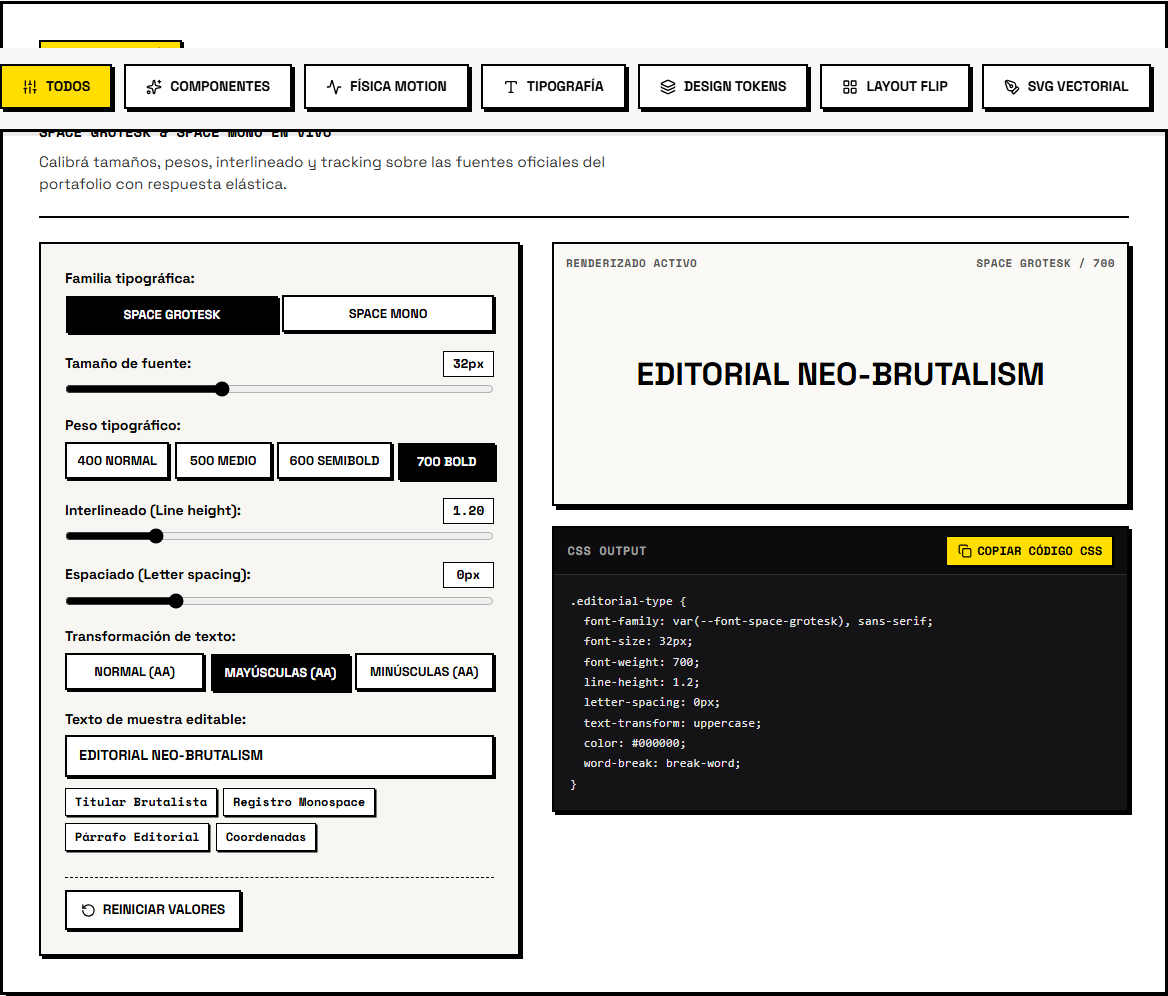 TODOS
COMPONENTES
FÍSICA MOTION
TIPOGRAFÍA
DESIGN TOKENS
LAYOUT FLIP
SVG VECTORIAL
SPACE GROTESK & SPACE MONO EN VIVO
Calibrá tamaños, pesos, interlineado y tracking sobre las fuentes oficiales del
portafolio con respuesta elástica.
Familia tipográfica:
SPACE GROTESK
SPACE MONO
Tamaño de fuente:
32px
Peso tipográfico:
400 NORMAL
500 MEDIO
600 SEMIBOLD
700 BOLD
Interlineado (Line height):
1.20
Espaciado (Letter spacing):
0px
Transformación de texto:
NORMAL (AA)
MAYÚSCULAS (AA)
MINÚSCULAS (AA)
Texto de muestra editable:
EDITORIAL NEO-BRUTALISM
Titular Brutalista
Registro Monospace
Párrafo Editorial
Coordenadas
REINICIAR VALORES
RENDERIZADO ACTIVO
SPACE GROTESK / 700
EDITORIAL NEO-BRUTALISM
CSS OUTPUT
COPIAR CÓDIGO CSS
.editorial-type {
font-family: var(--font-space-grotesk), sans-serif;
font-size: 32px;
font-weight: 700;
line-height: 1.2;
letter-spacing: 0px;
text-transform: uppercase;
color: #000000;
word-break: break-word;
}